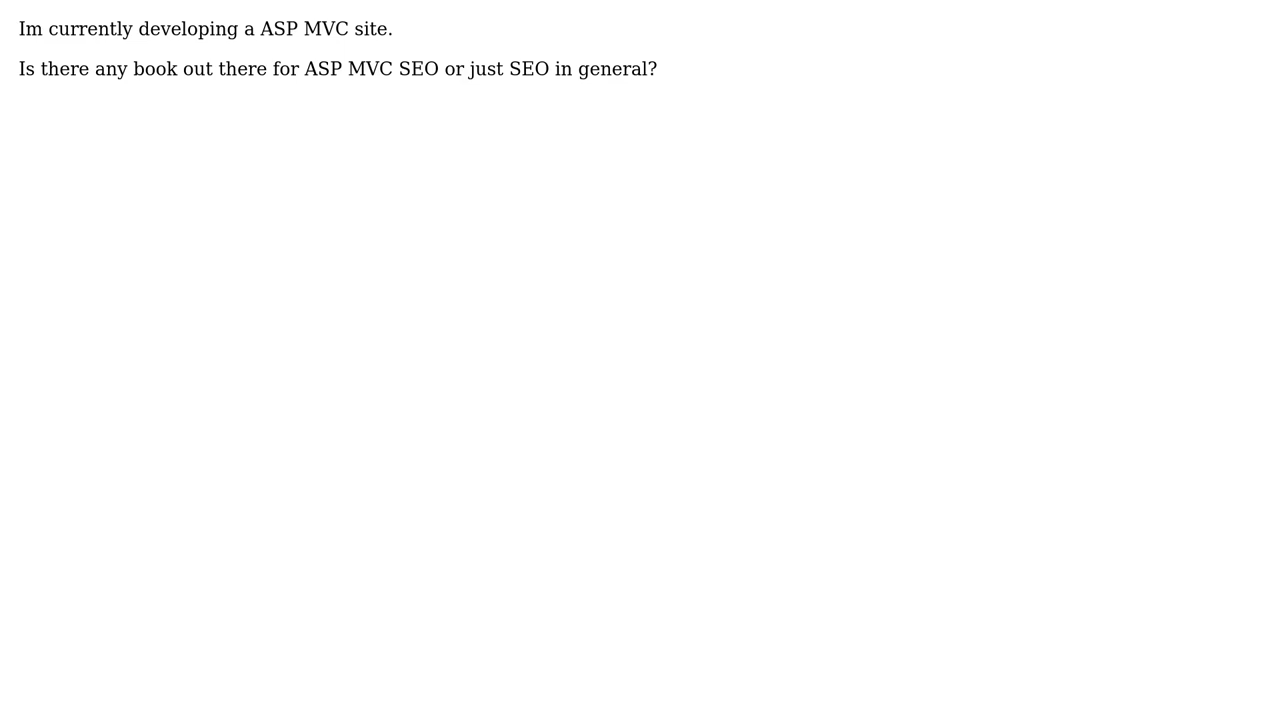 Im currently developing a ASP MVC site.
Is there any book out there for ASP MVC SEO or just SEO in general?